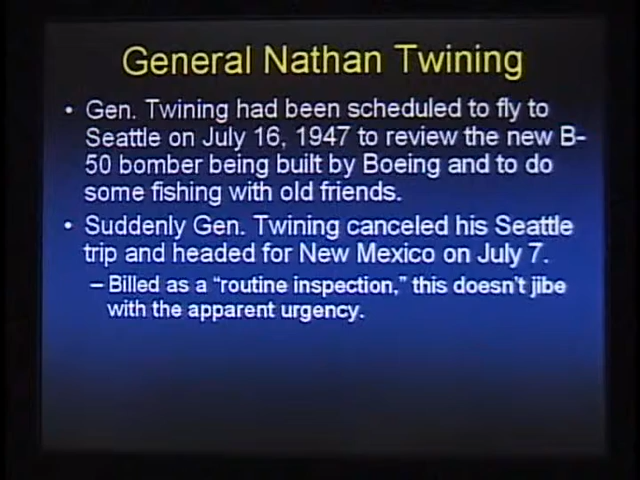 General Nathan Twining
• Gen. Twining had been scheduled to fly to
Seattle on July 16, 1947 to review the new B-
50 bomber being built by Boeing and to do
some fishing with old friends.
• Suddenly Gen. Twining canceled his Seattle
trip and headed for New Mexico on July 7.
– Billed as a “routine inspection,” this doesn’t jibe
with the apparent urgency.